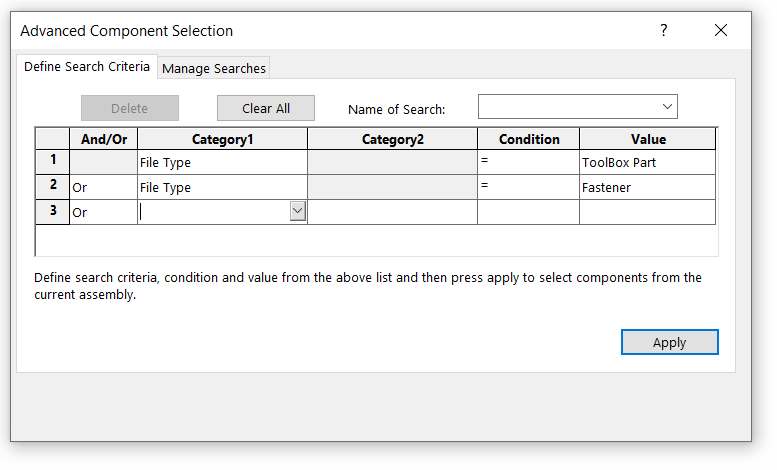 Advanced Component Selection ?
Define Search Criteria Manage Searches
Delete Clear All Name of Search:
And/Or Category1 Category2 Condition Value
1 File Type = ToolBox Part
2 Or File Type = Fastener
3 Or
Define search criteria, condition and value from the above list and then press apply to select components from the
current assembly.
Apply